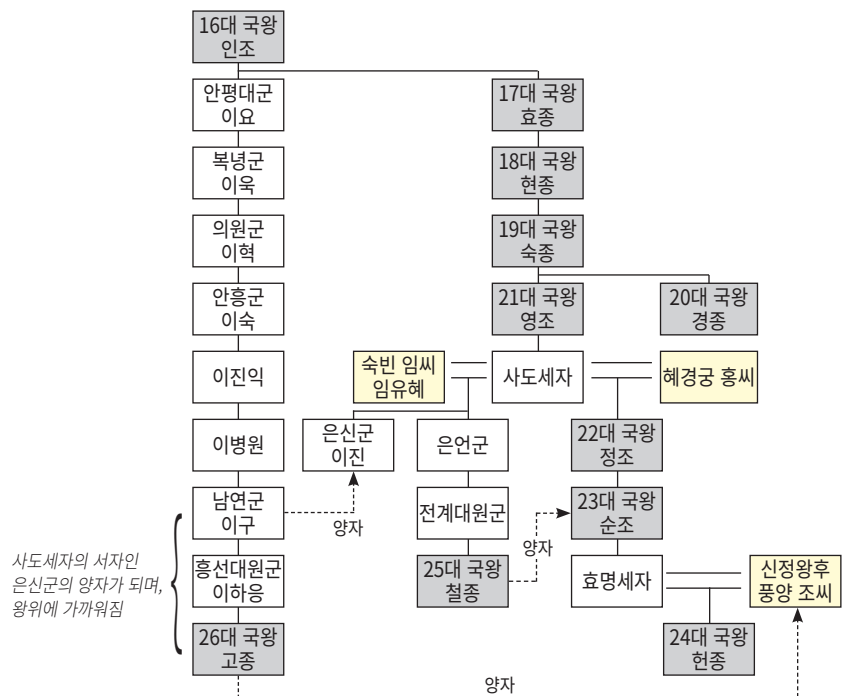 16대 국왕
인조
안평대군
이요
17대 국왕
효종
복녕군
이욱
18대 국왕
현종
의원군
이혁
19대 국왕
숙종
안흥군
이숙
21대 국왕
영조
20대 국왕
경종
이진익
숙빈 임씨
임유혜
사도세자
혜경궁 홍씨
이병원
은신군
이진
은언군
22대 국왕
정조
남연군
이구
양자
전계대원군
양자
23대 국왕
순조
사도세자의 서자인
은신군의 양자가 되며,
왕위에 가까워짐
흥선대원군
이하응
25대 국왕
철종
효명세자
신정왕후
풍양 조씨
26대 국왕
고종
24대 국왕
헌종
양자